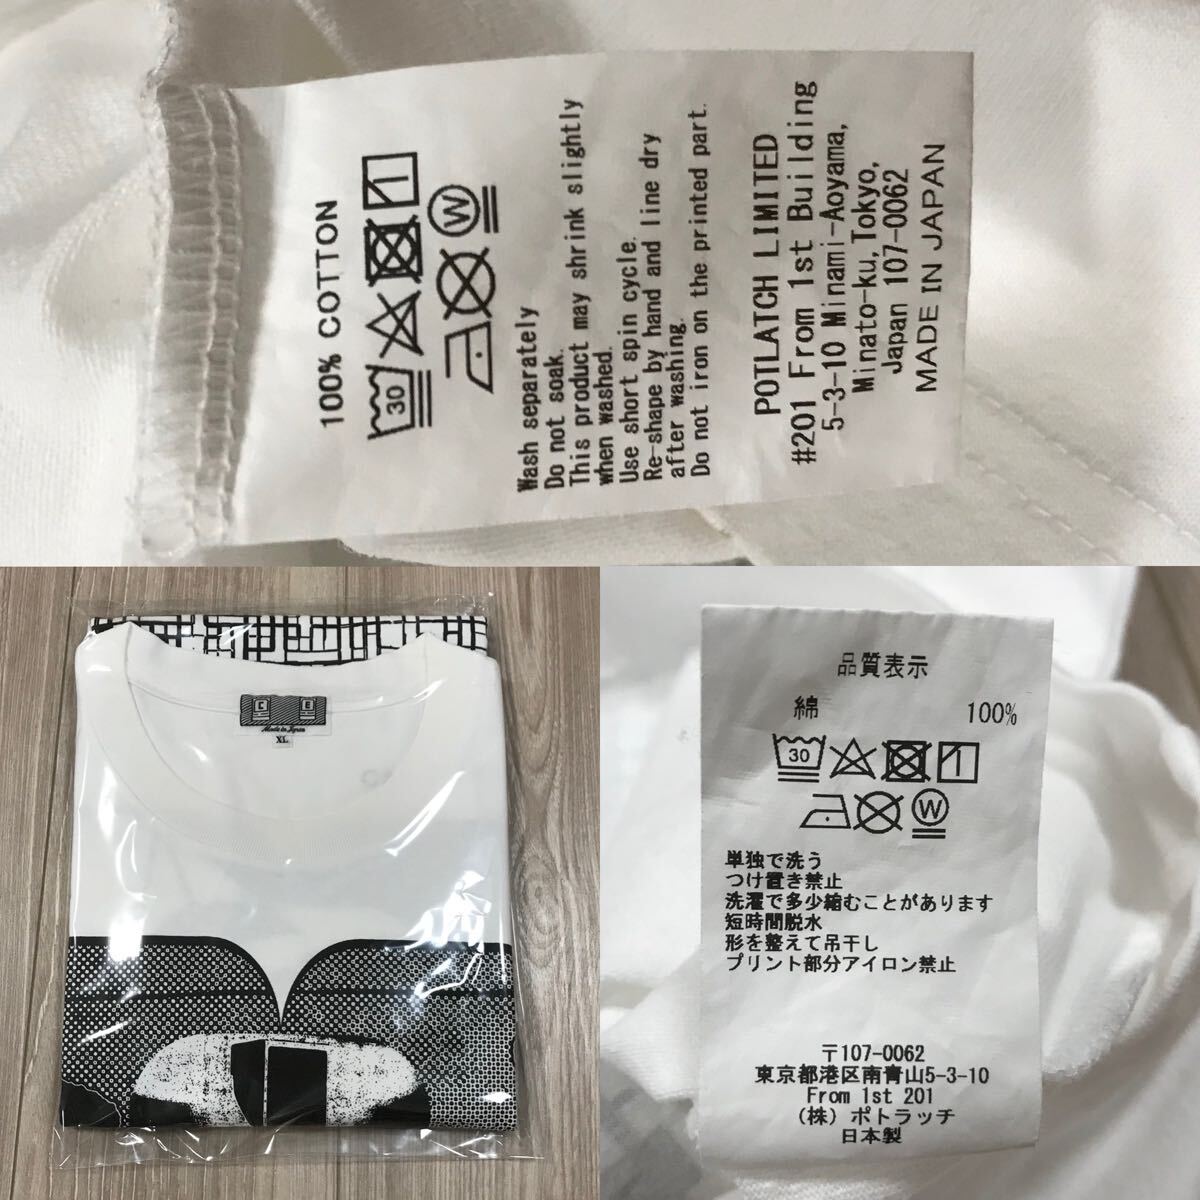 100% COTTON
30
W
Wash separately
Do not soak.
This product may shrink slightly
when washed.
Use short spin cycle.
Re-shape by hand and line dry
after washing.
Do not iron on the printed part.
POTLATCH LIMITED
#201 From 1st Building
5-3-10 Minami-Aoyama,
Minato-ku,Tokyo,
Japan 107-0062
MADE IN JAPAN
C E
Made in Japan
XL
品質表示
綿 100%
30
W
単独で洗う
つけ置き禁止
洗濯で多少縮むことがあります
短時間脱水
形を整えて吊干し
プリント部分アイロン禁止
〒107-0062
東京都港区南青山5-3-10
From 1st 201
(株) ポトラッチ
日本製